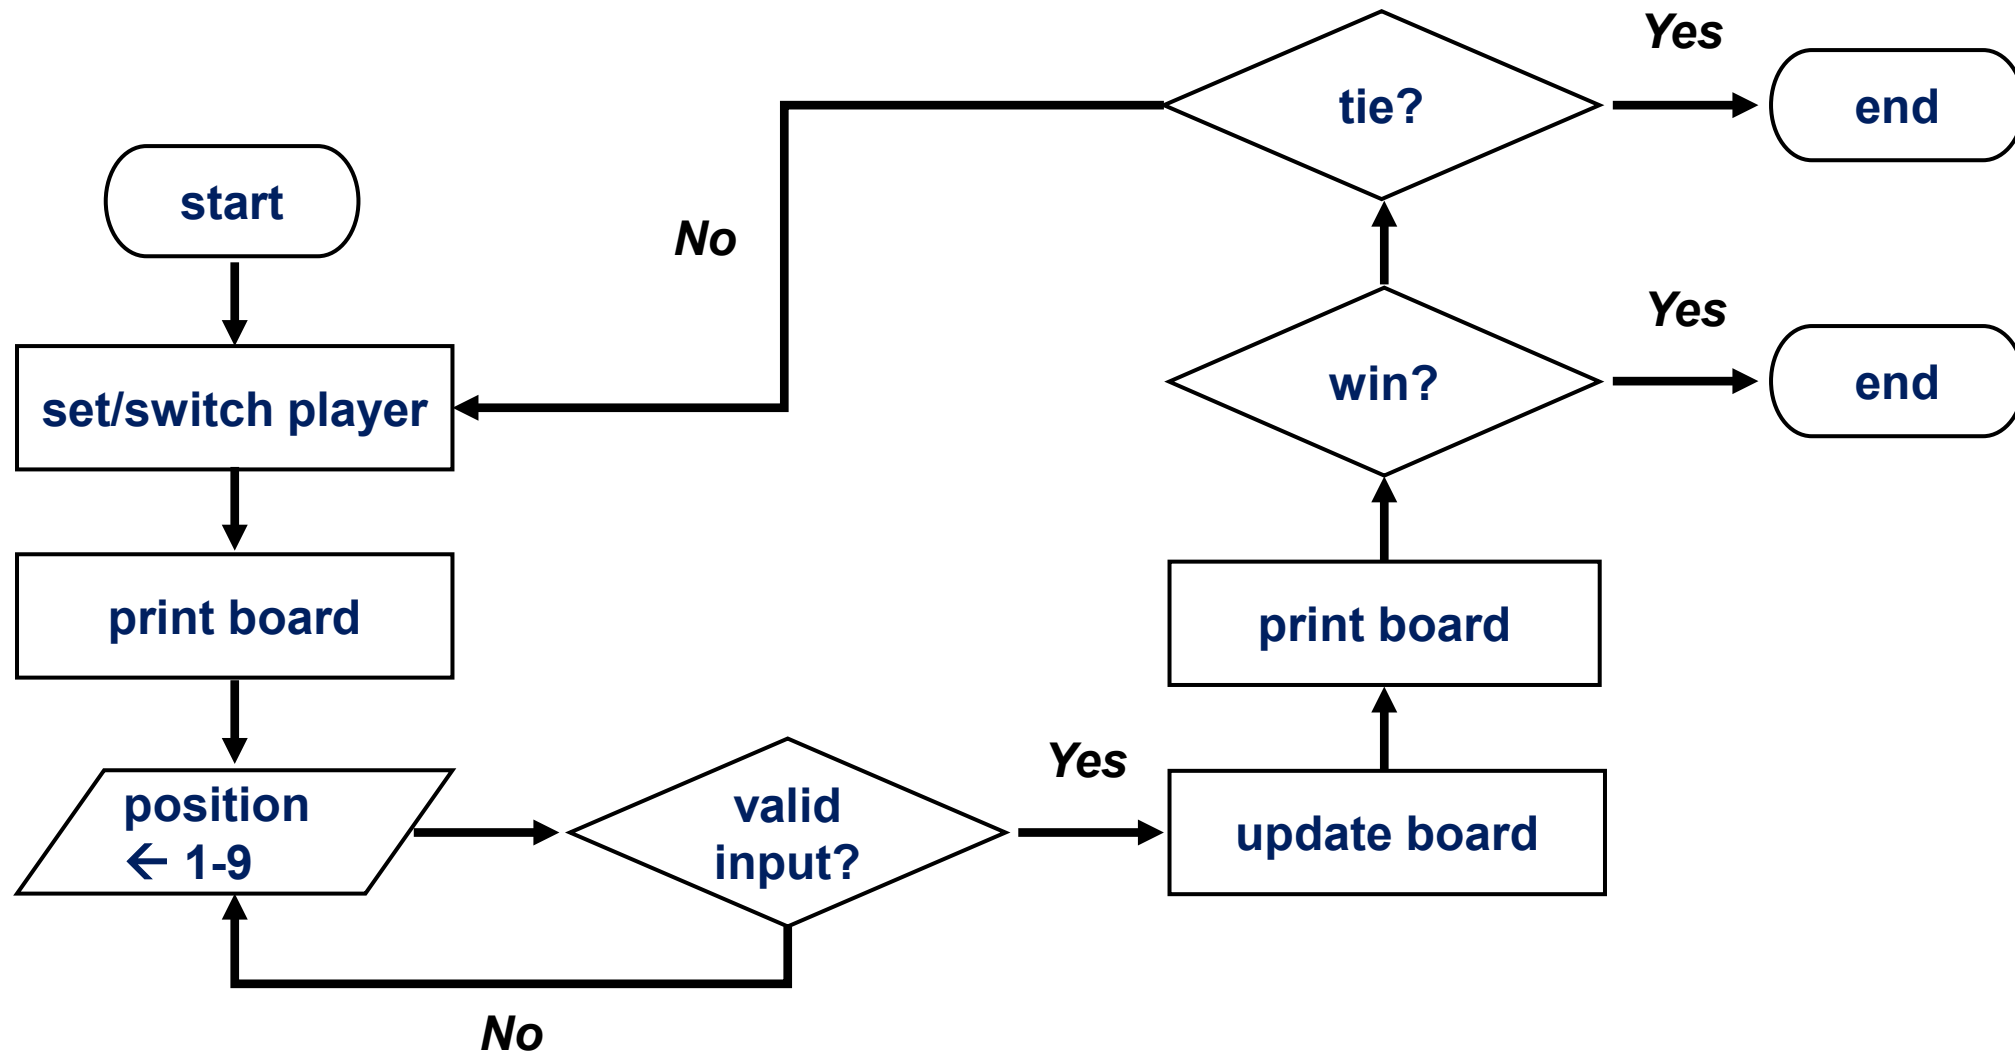 start
set/switch player
print board
position
← 1-9
valid
input?
No
Yes
update board
print board
win?
Yes
end
tie?
Yes
end
No